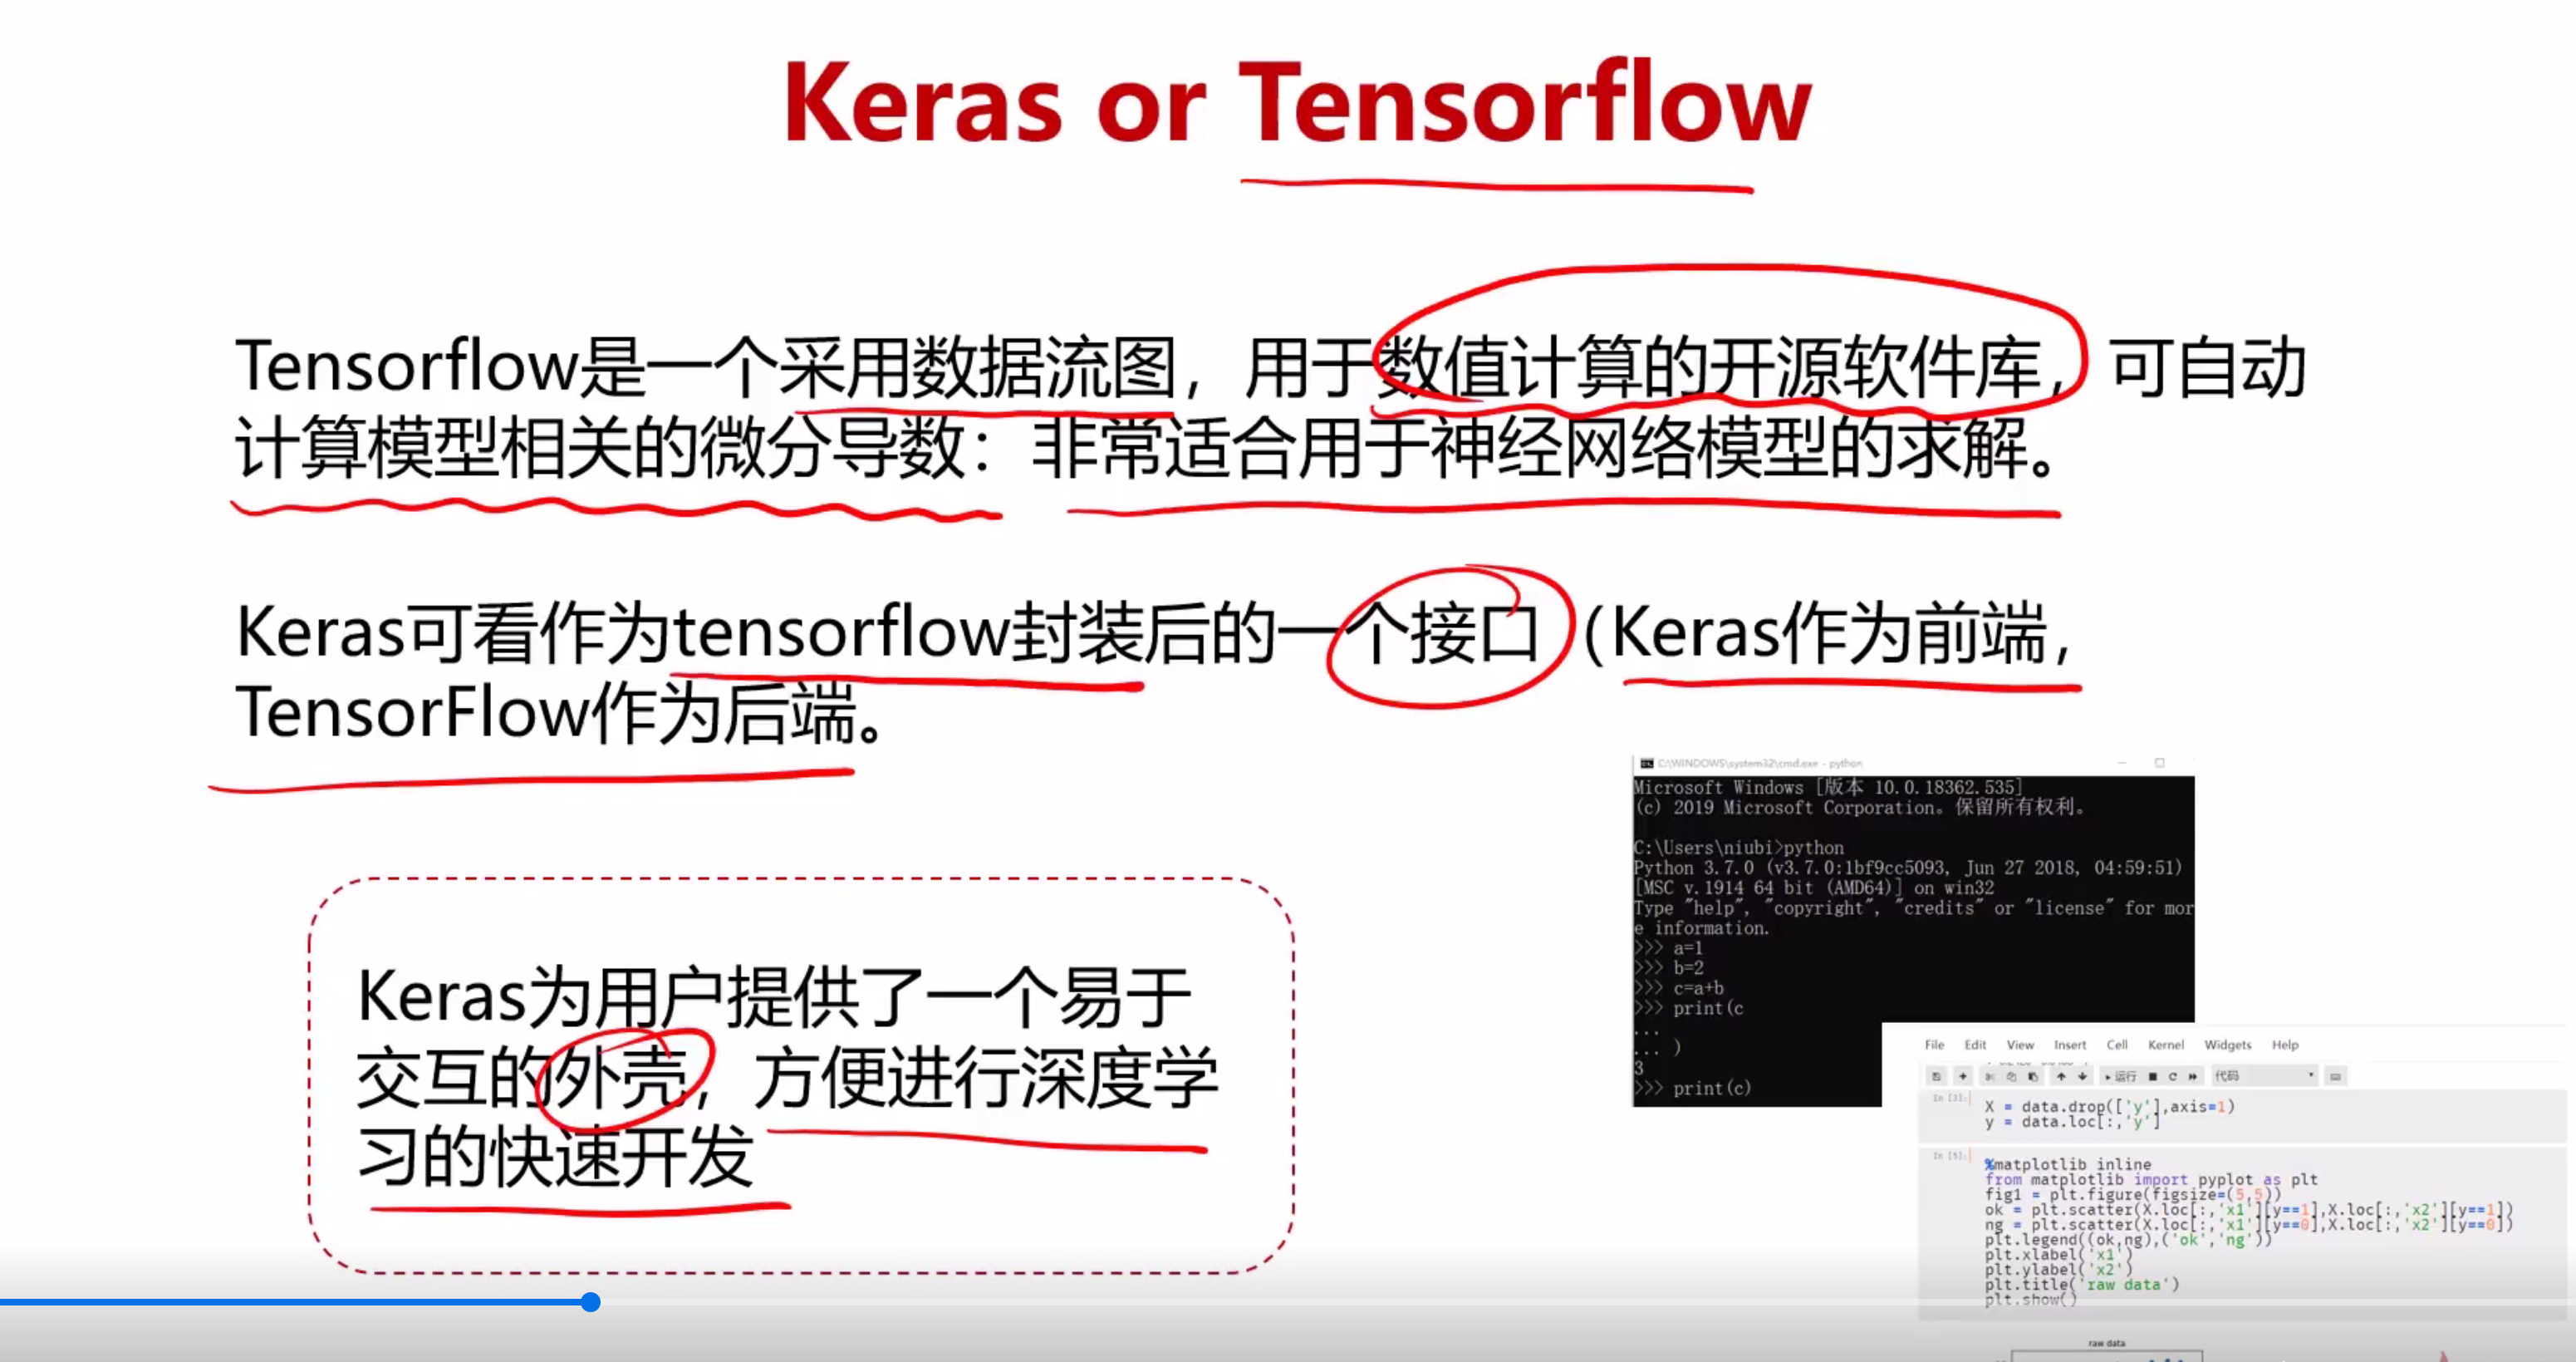 Keras or Tensorflow
Tensorflow是一个采用数据流图，用于数值计算的开源软件库，可自动
计算模型相关的微分导数：非常适合用于神经网络模型的求解。
Keras可看作为tensorflow封装后的一个接口（Keras作为前端，
TensorFlow作为后端。
Keras为用户提供了一个易于
交互的外壳，方便进行深度学
习的快速开发
C:\WINDOWS\system32\cmd.exe - python
Microsoft Windows [版本 10.0.18362.535]
(c) 2019 Microsoft Corporation。保留所有权利。
C:\Users\niubi>python
Python 3.7.0 (v3.7.0:1bf9cc5093, Jun 27 2018, 04:59:51)
[MSC v.1914 64 bit (AMD64)] on win32
Type "help", "copyright", "credits" or "license" for mor
e information.
>>> a=1
>>> b=2
>>> c=a+b
>>> print(c
...
... )
3
>>> print(c)
File Edit View Insert Cell Kernel Widgets Help
运行 代码
X = data.drop(['y'],axis=1)
y = data.loc[:,'y']
In [5]:
%matplotlib inline
from matplotlib import pyplot as plt
fig1 = plt.figure(figsize=(5,5))
ok = plt.scatter(X.loc[:,'x1'][y==1],X.loc[:,'x2'][y==1])
ng = plt.scatter(X.loc[:,'x1'][y==0],X.loc[:,'x2'][y==0])
plt.legend((ok,ng),('ok','ng'))
plt.xlabel('x1')
plt.ylabel('x2')
plt.title('raw data')
plt.show()
raw data